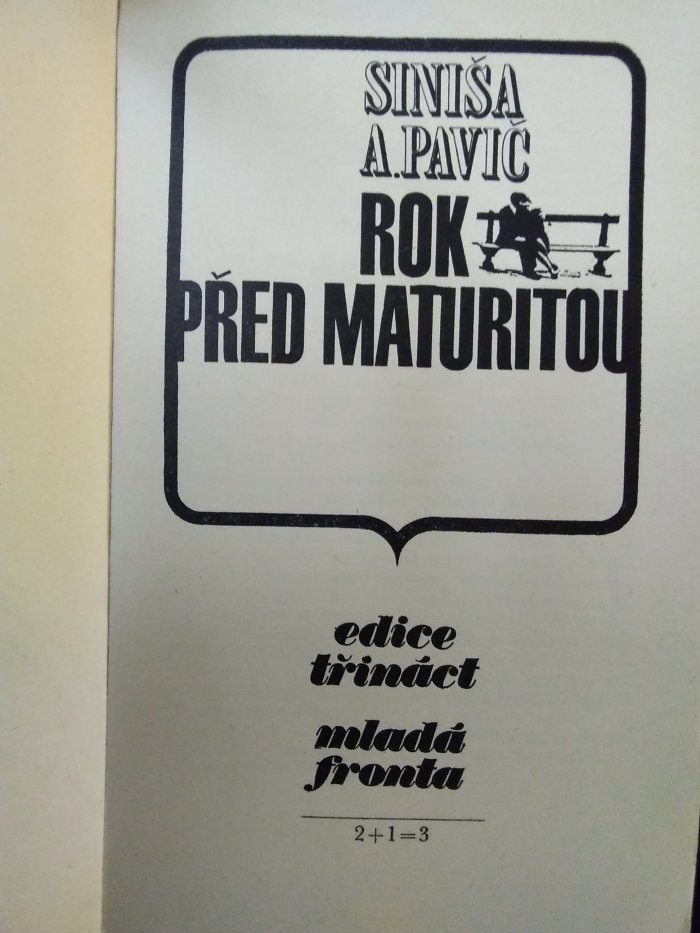 SINIŠA
A. PAVIČ
ROK
PŘED MATURITOU
edice
třináct
mladá
fronta
2+1=3